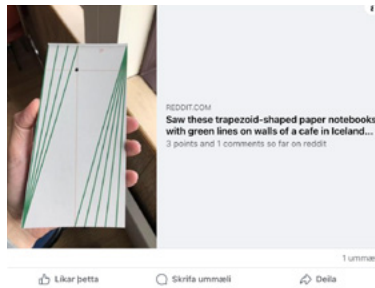 REDDIT.COM
Saw these trapezoid-shaped paper notebooks
with green lines on walls of a cafe in Iceland...
3 points and 1 comments so far on reddit
1 ummæ
Líkar þetta
Skrifa ummæli
Deila